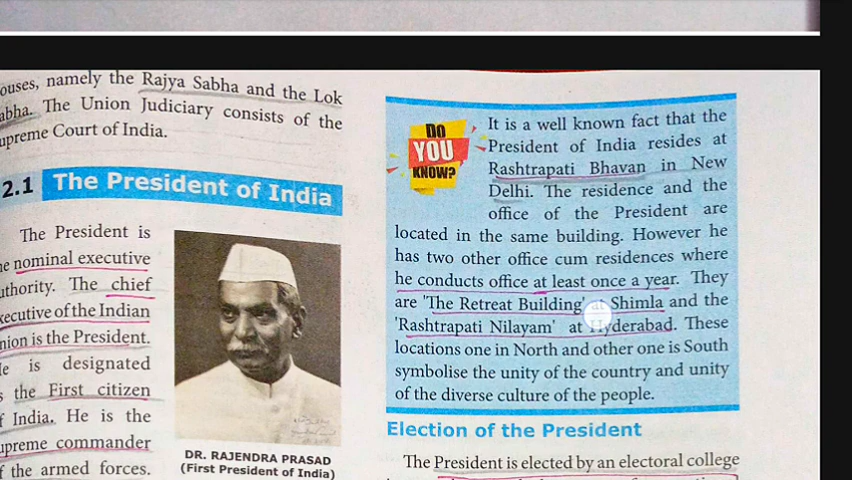 ouses, namely the Rajya Sabha and the Lok
abha. The Union Judiciary consists of the
upreme Court of India.
2.1 The President of India
The President is
nominal executive
uthority. The chief
xecutive of the Indian
nion is the President.
is designated
the First citizen
India. He is the
upreme commander
the armed forces.
DR. RAJENDRA PRASAD
(First President of India)
DO
YOU
KNOW?
It is a well known fact that the
President of India resides at
Rashtrapati Bhavan in New
Delhi. The residence and the
office of the President are
located in the same building. However he
has two other office cum residences where
he conducts office at least once a year. They
are 'The Retreat Building' at Shimla and the
'Rashtrapati Nilayam' at Hyderabad. These
locations one in North and other one is South
symbolise the unity of the country and unity
of the diverse culture of the people.
Election of the President
The President is elected by an electoral college